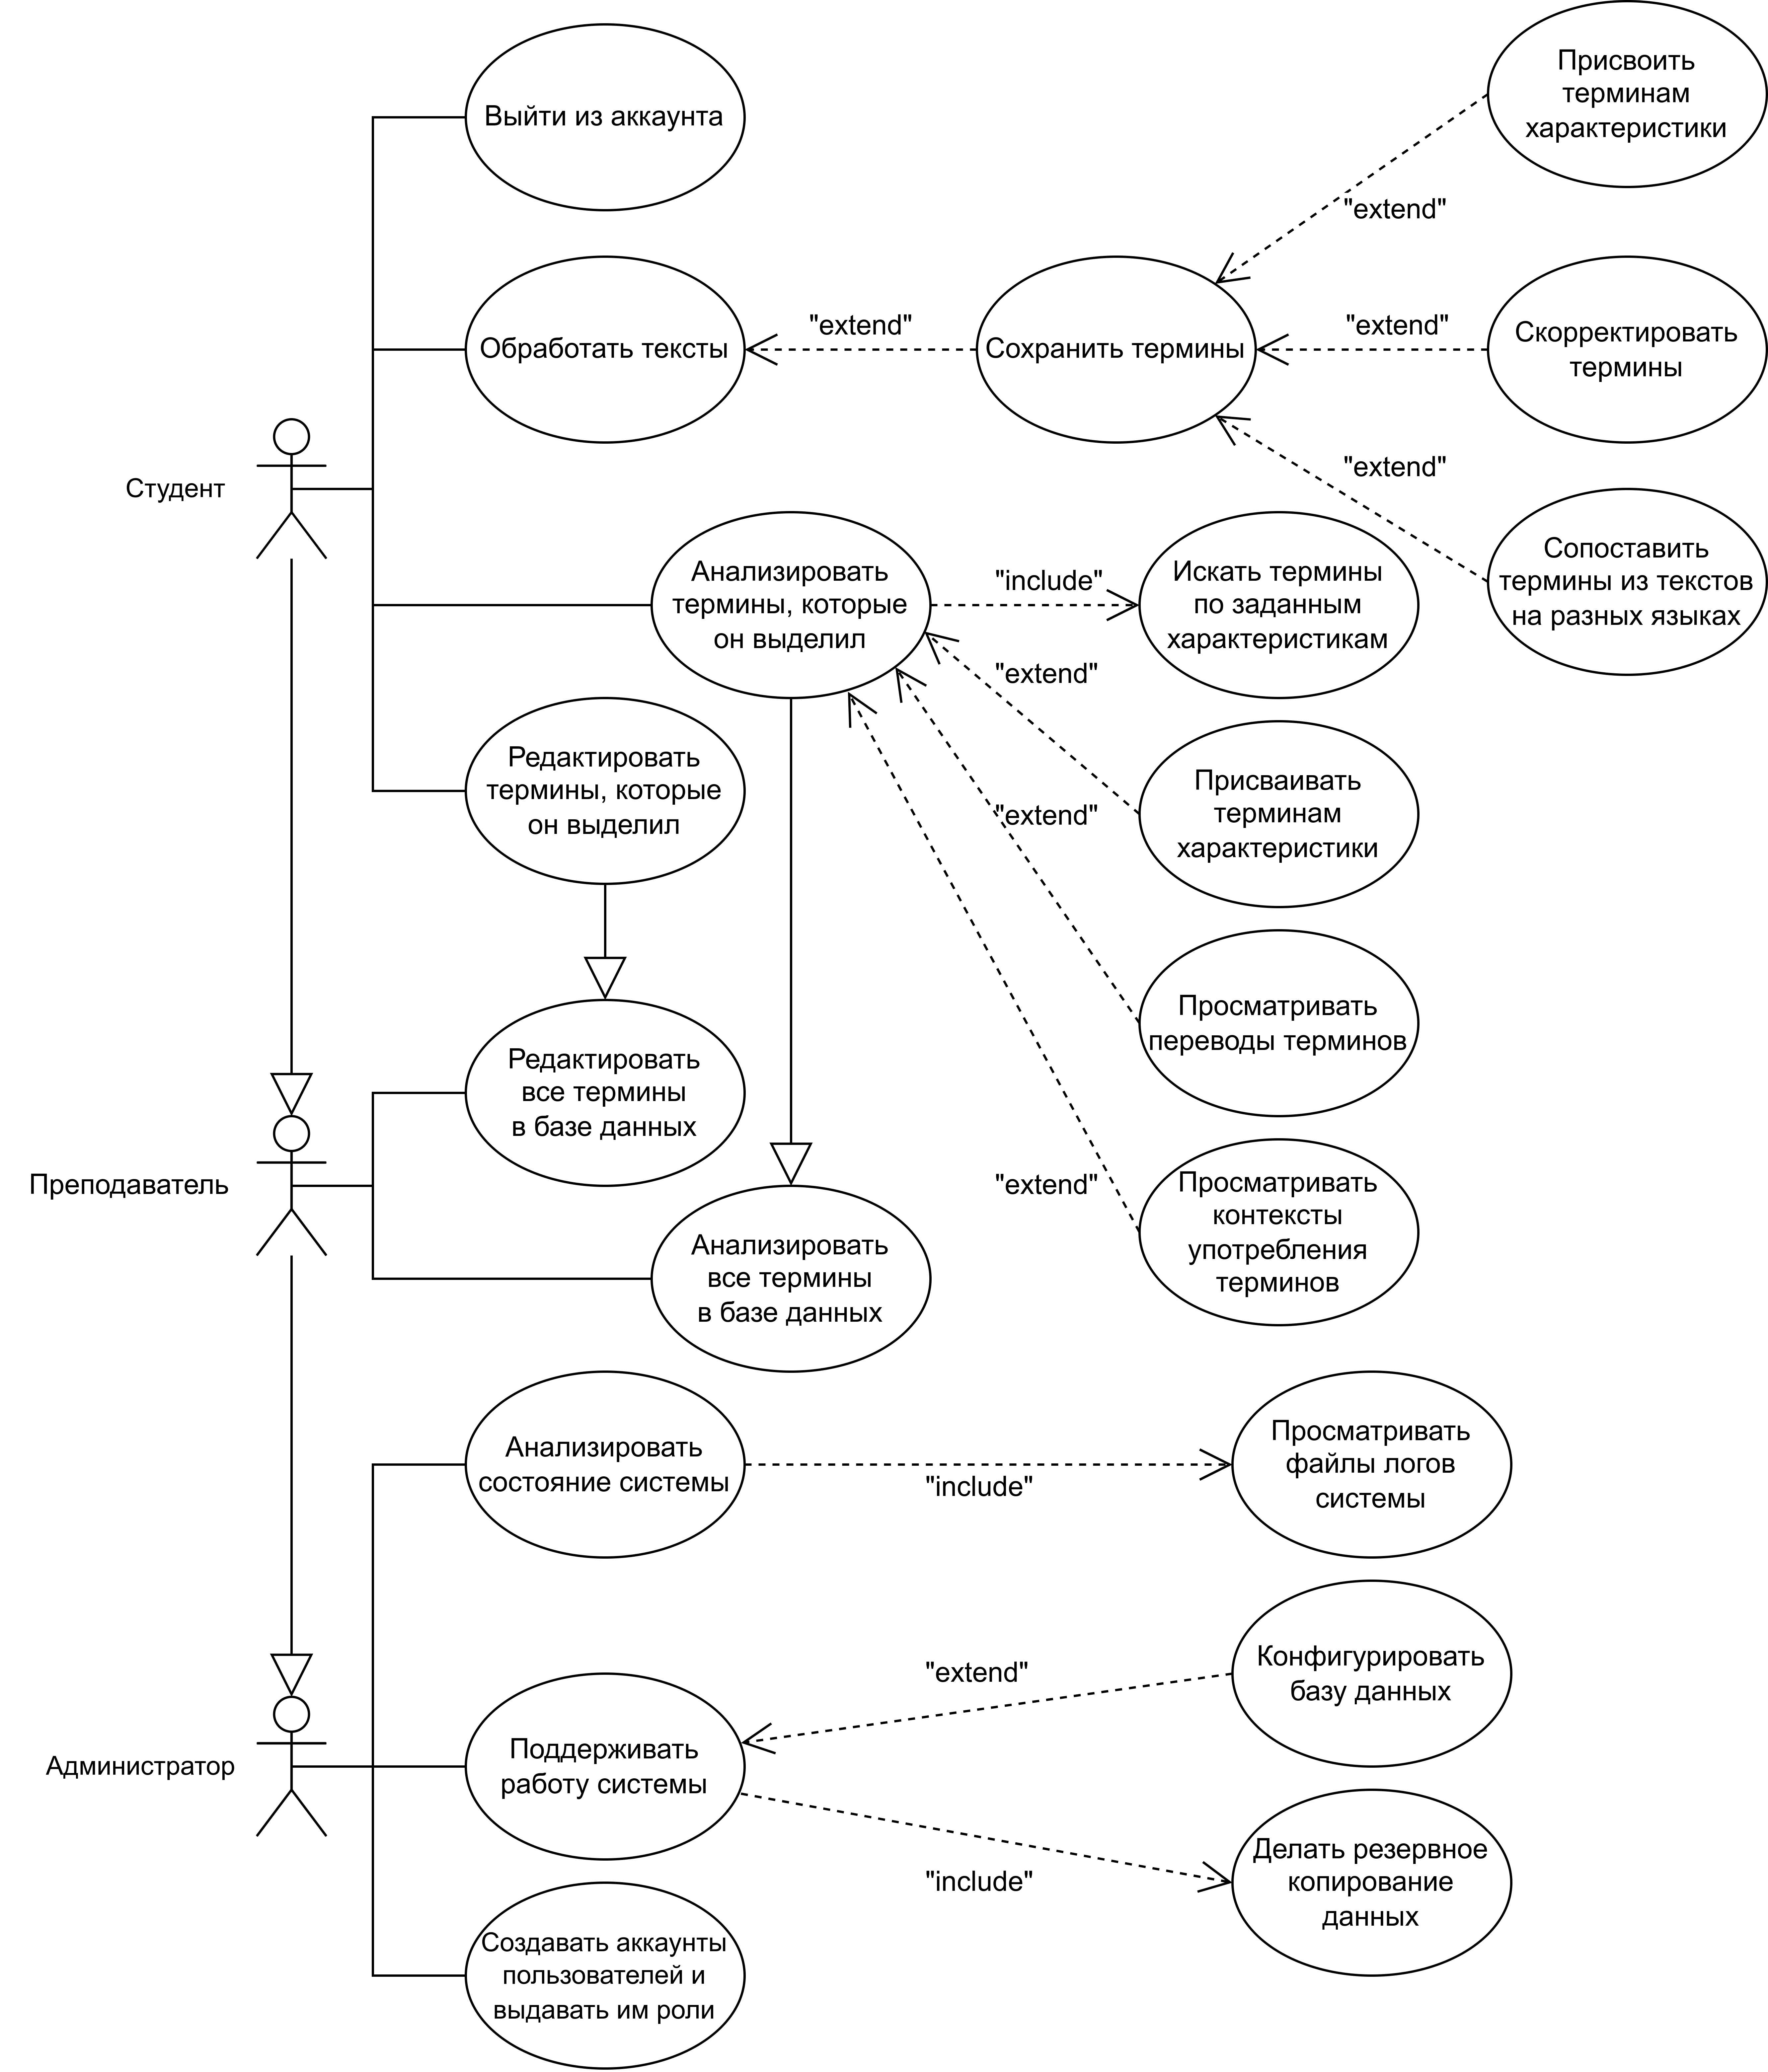 Выйти из аккаунта
Присвоить
терминам
характеристики
"extend"
Обработать тексты
"extend"
Сохранить термины
"extend"
Скорректировать
термины
"extend"
Сопоставить
термины из текстов
на разных языках
Студент
Анализировать
термины, которые
он выделил
"include"
Искать термины
по заданным
характеристикам
"extend"
Редактировать
термины, которые
он выделил
"extend"
Присваивать
терминам
характеристики
Просматривать
переводы терминов
Редактировать
все термины
в базе данных
Преподаватель
"extend"
Просматривать
контексты
употребления
терминов
Анализировать
все термины
в базе данных
Анализировать
состояние системы
"include"
Просматривать
файлы логов
системы
"extend"
Конфигурировать
базу данных
Администратор
Поддерживать
работу системы
"include"
Делать резервное
копирование
данных
Создавать аккаунты
пользователей и
выдавать им роли